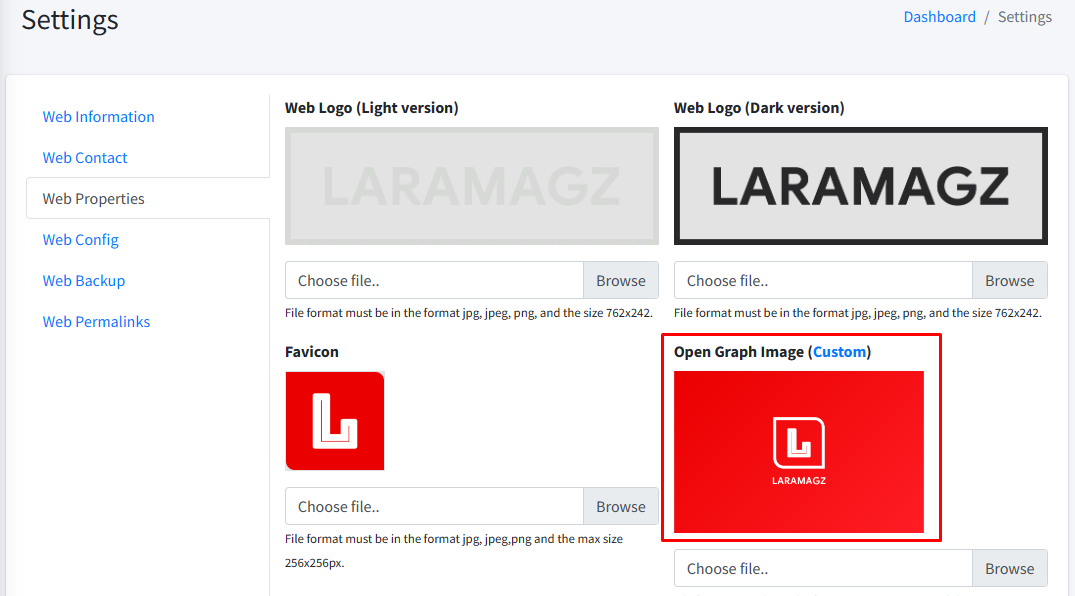 Settings
Dashboard / Settings
Web Information
Web Contact
Web Properties
Web Config
Web Backup
Web Permalinks
Web Logo (Light version)
LARAMAGZ
Choose file.. Browse
File format must be in the format jpg, jpeg, png, and the size 762x242.
Web Logo (Dark version)
LARAMAGZ
Choose file.. Browse
File format must be in the format jpg, jpeg, png, and the size 762x242.
Favicon
Choose file.. Browse
File format must be in the format jpg, jpeg,png and the max size
256x256px.
Open Graph Image (Custom)
LARAMAGZ
Choose file.. Browse